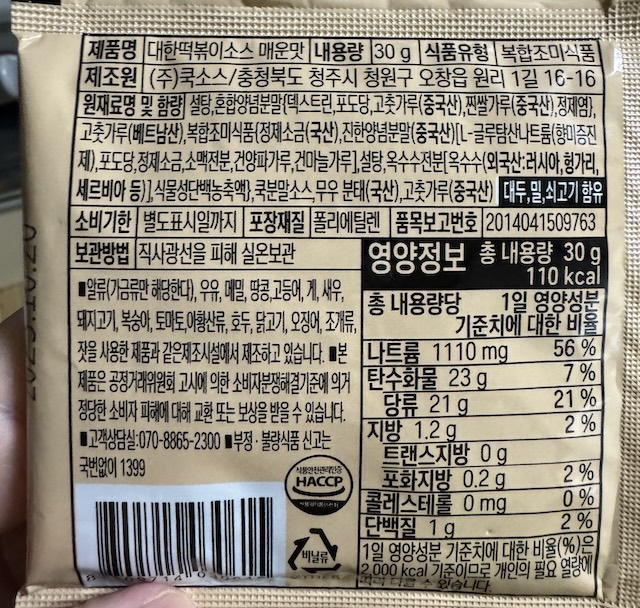 제품명 대한떡볶이소스 매운맛 내용량 30 g 식품유형 복합조미식품
제조원 (주)쿡소스/충청북도 청주시 청원구 오창읍 원리 1길 16-16
원재료명 및 함량 설탕,혼합양념분말(덱스트린,포도당,고춧가루(중국산),찐쌀가루(중국산),정제염),
고춧가루(베트남산),복합조미식품(정제소금(국산),진한양념분말(중국산)[L-글루탐산나트륨(향미증진
제),포도당,정제소금,소맥전분,건양파가루,건마늘가루],설탕,옥수수전분[옥수수(외국산:러시아,헝가리,
세르비아 등)],식물성단백농축액),쿡분말소스,무우 분태(국산),고춧가루(중국산) 대두,밀,쇠고기 함유
소비기한 별도표시일까지 포장재질 폴리에틸렌 품목보고번호 2014041509763
보관방법 직사광선을 피해 실온보관
■알류(가금류만 해당한다), 우유, 메밀, 땅콩,고등어, 게, 새우,
돼지고기, 복숭아, 토마토,아황산류, 호두, 닭고기, 오징어, 조개류,
잣을 사용한 제품과 같은제조시설에서 제조하고 있습니다. ■본
제품은 공정거래위원회 고시에 의한 소비자분쟁해결기준에 의거
정당한 소비자 피해에 대해 교환 또는 보상을 받을 수 있습니다.
■고객상담실:070-8865-2300 ■부정·불량식품 신고는
국번없이 1399
HACCP
비닐류
영양정보 총 내용량 30 g
110 kcal
총 내용량당 1일 영양성분
기준치에 대한 비율
나트륨 1110 mg 56 %
탄수화물 23 g 7 %
당류 21 g 21 %
지방 1.2 g 2 %
트랜스지방 0 g
포화지방 0.2 g 2 %
콜레스테롤 0 mg 0 %
단백질 1 g 2 %
1일 영양성분 기준치에 대한 비율(%)은
2,000 kcal 기준이므로 개인의 필요 열량에
따라 다를 수 있습니다.